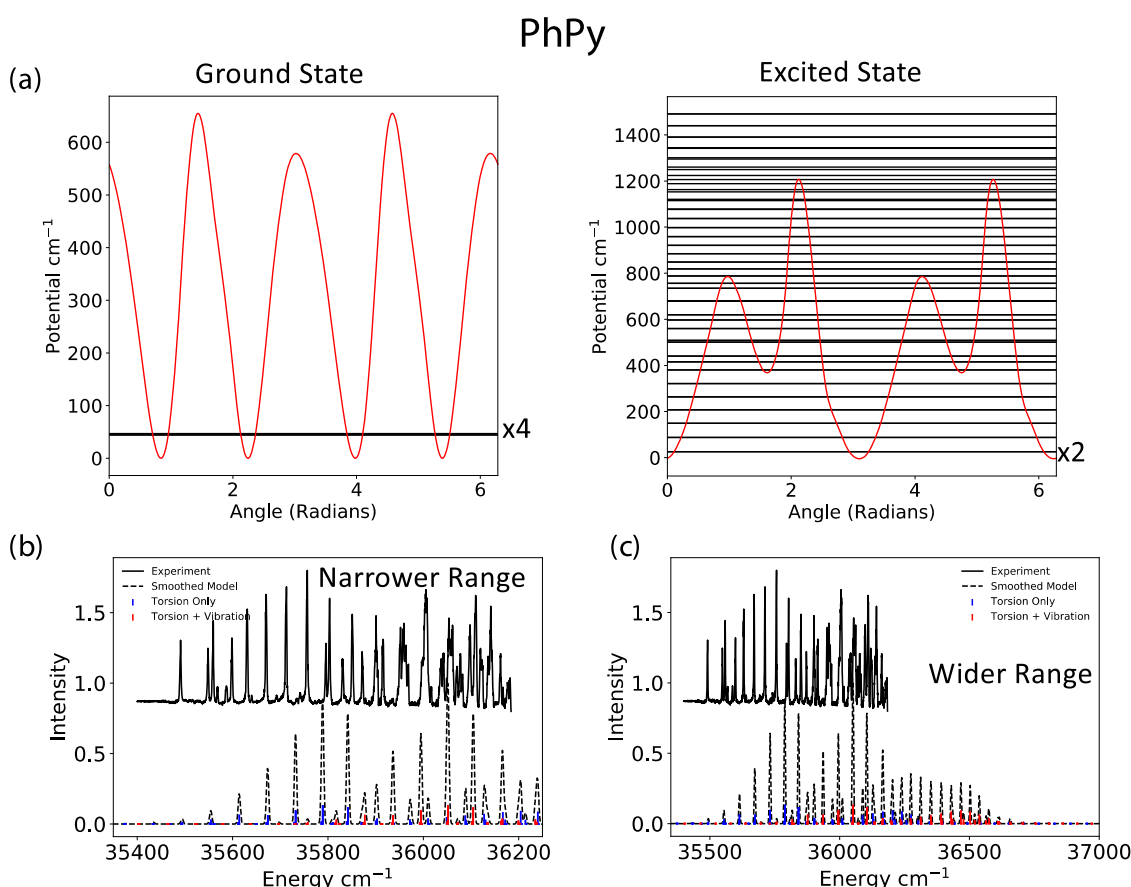 PhPy
(a)
Ground State
Excited State
600
500
400
300
200
100
0
Potential cm⁻¹
x4
0
2
4
6
Angle (Radians)
1400
1200
1000
800
600
400
200
0
Potential cm⁻¹
x2
0
2
4
6
Angle (Radians)
(b)
Experiment
Smoothed Model
Torsion Only
Torsion + Vibration
Narrower Range
1.5
1.0
0.5
0.0
Intensity
35400
35600
35800
36000
36200
Energy cm⁻¹
(c)
Experiment
Smoothed Model
Torsion Only
Torsion + Vibration
Wider Range
1.5
1.0
0.5
0.0
Intensity
35500
36000
36500
37000
Energy cm⁻¹